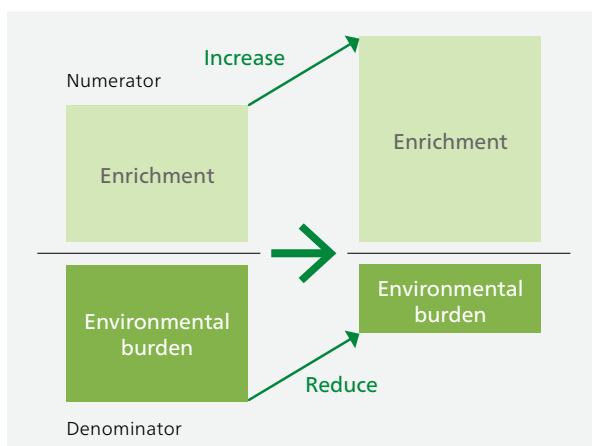 Increase
Numerator
Enrichment
Enrichment
Environmental
burden
Environmental
burden
Reduce
Denominator